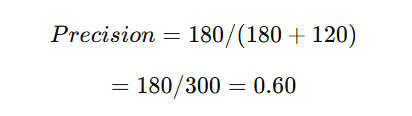 Precision = 180/(180 + 120)
= 180/300 = 0.60